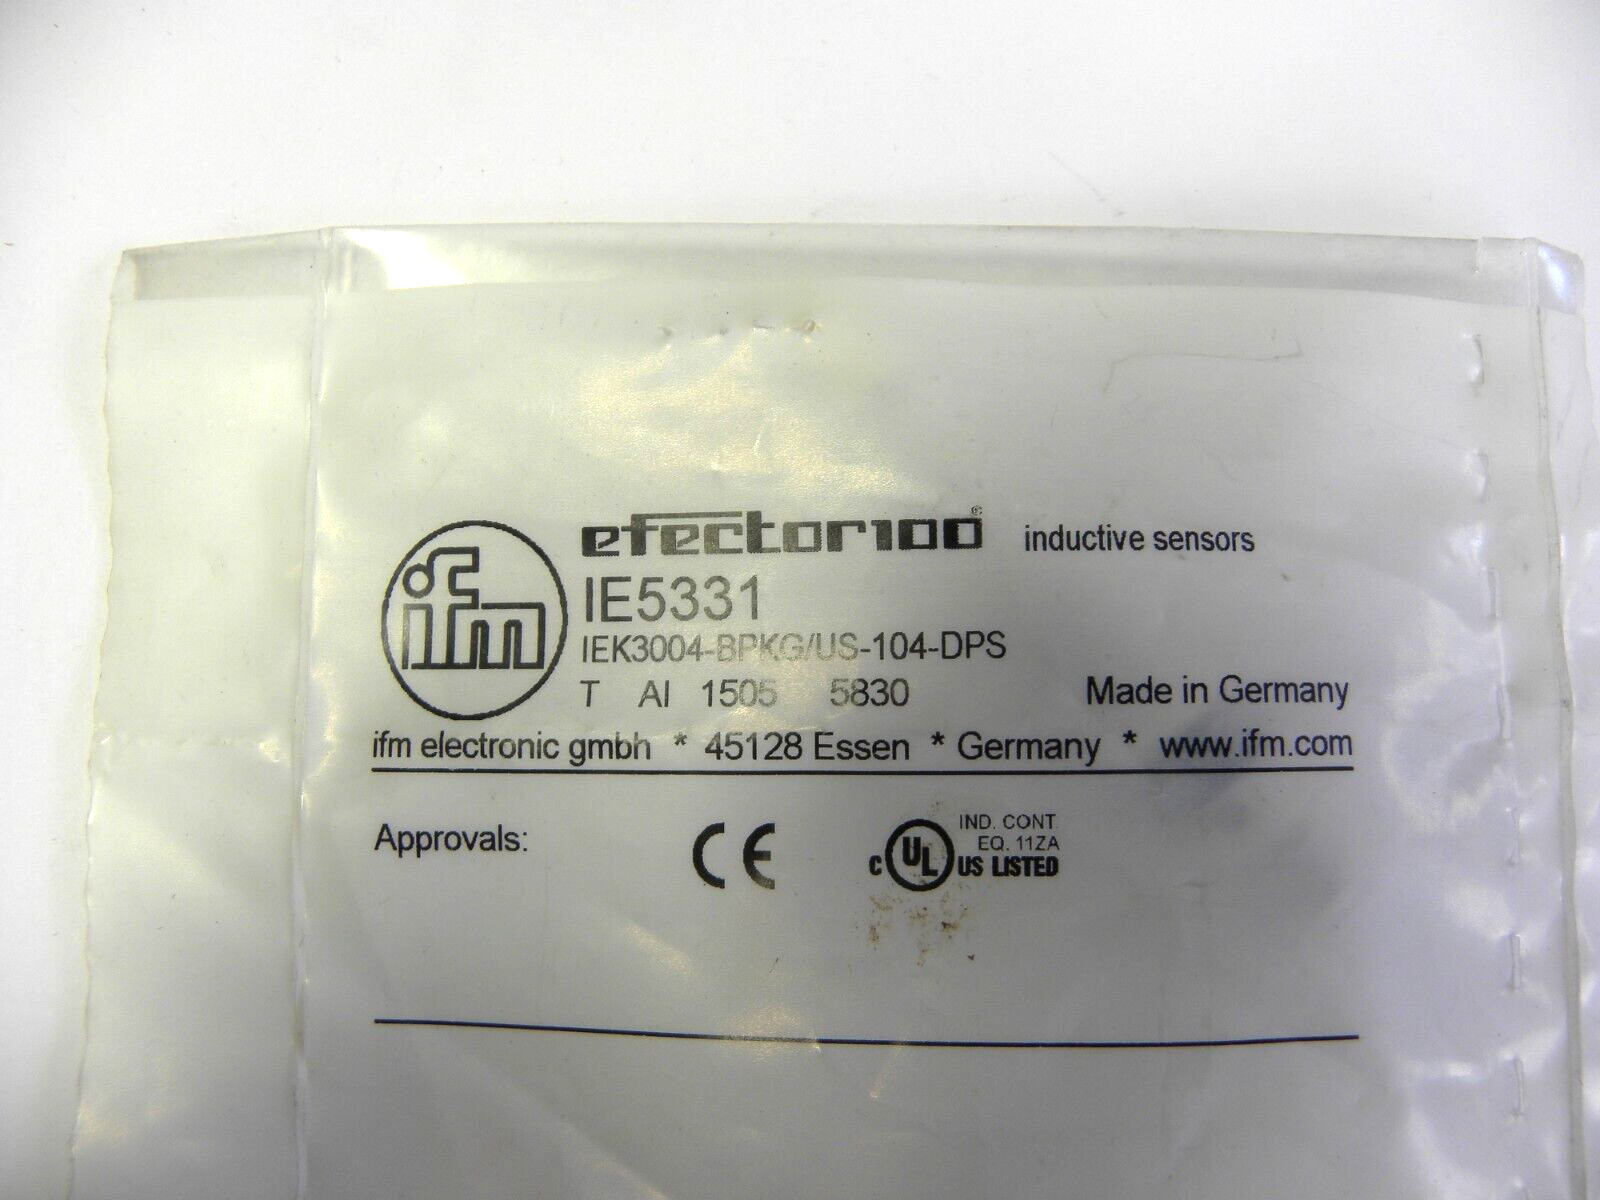 ifm
efector100® inductive sensors
IE5331
IEK3004-BPKG/US-104-DPS
T AI 1505 5830 Made in Germany
ifm electronic gmbh * 45128 Essen * Germany * www.ifm.com
Approvals: CE
IND. CONT.
EQ. 11ZA
c UL US LISTED